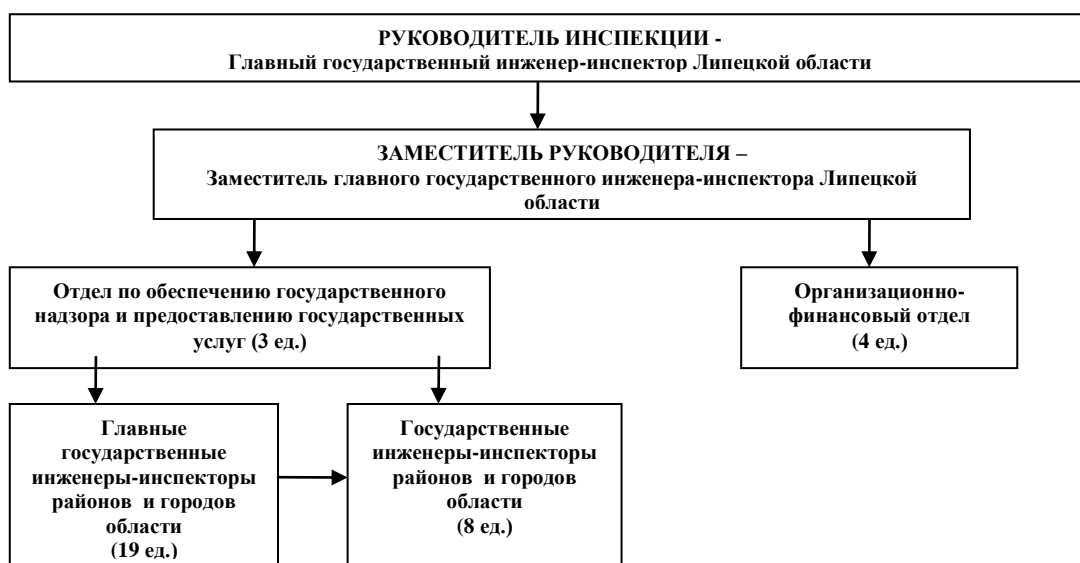 РУКОВОДИТЕЛЬ ИНСПЕКЦИИ -
Главный государственный инженер-инспектор Липецкой области
ЗАМЕСТИТЕЛЬ РУКОВОДИТЕЛЯ –
Заместитель главного государственного инженера-инспектора Липецкой
области
Отдел по обеспечению государственного
надзора и предоставлению государственных
услуг (3 ед.)
Организационно-
финансовый отдел
(4 ед.)
Главные
государственные
инженеры-инспекторы
районов и городов
области
(19 ед.)
Государственные
инженеры-инспекторы
районов и городов
области
(8 ед.)